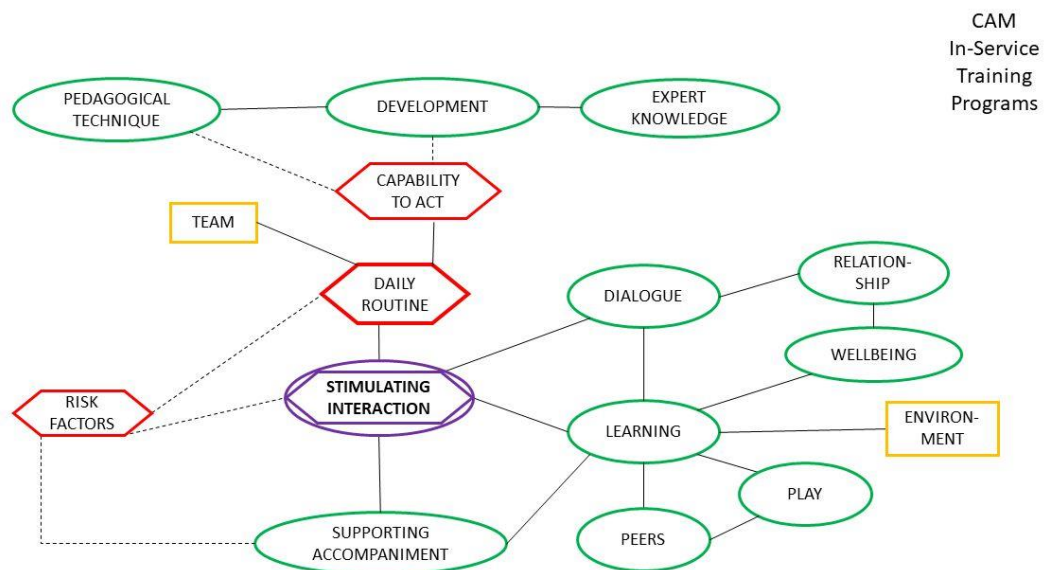 CAM
In-Service
Training
Programs
PEDAGOGICAL
TECHNIQUE
DEVELOPMENT
EXPERT
KNOWLEDGE
CAPABILITY
TO ACT
TEAM
DAILY
ROUTINE
DIALOGUE
RELATION-
SHIP
WELLBEING
STIMULATING
INTERACTION
RISK
FACTORS
LEARNING
ENVIRON-
MENT
PLAY
PEERS
SUPPORTING
ACCOMPANIMENT